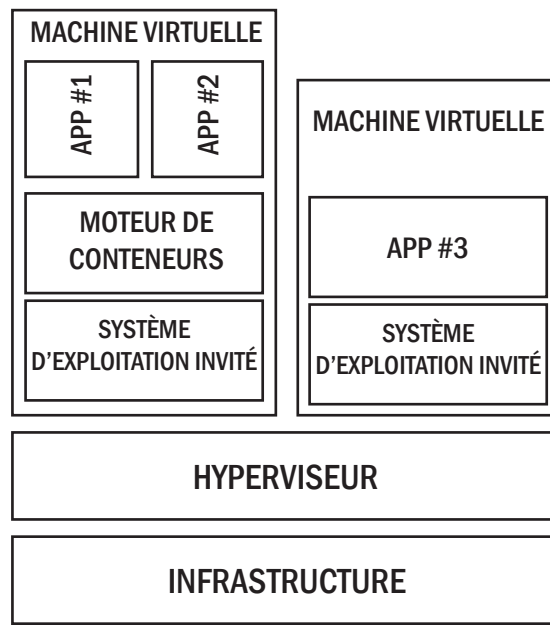 MACHINE VIRTUELLE
APP #1
APP #2
MOTEUR DE
CONTENEURS
SYSTÈME
D'EXPLOITATION INVITÉ
MACHINE VIRTUELLE
APP #3
SYSTÈME
D'EXPLOITATION INVITÉ
HYPERVISEUR
INFRASTRUCTURE